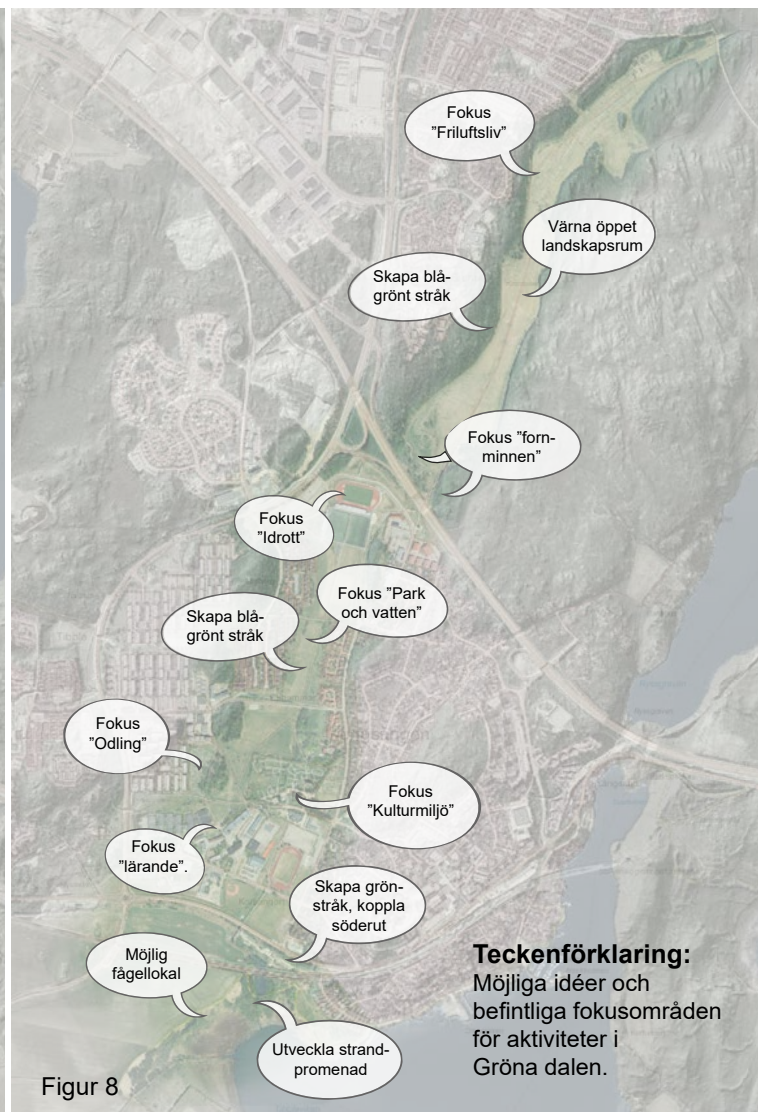 Fokus
"Friluftsliv"
Värna öppet
landskapsrum
Skapa blå-
grönt stråk
Fokus "forn-
minnen"
Fokus
"Idrott"
Fokus "Park
och vatten"
Skapa blå-
grönt stråk
Fokus
"Odling"
Fokus
"Kulturmiljö"
Fokus
"lärande".
Skapa grön-
stråk, koppla
söderut
Möjlig
fågellokal
Utveckla strand-
promenad
Teckenförklaring:
Möjliga idéer och
befintliga fokusområden
för aktiviteter i
Gröna dalen.
Figur 8